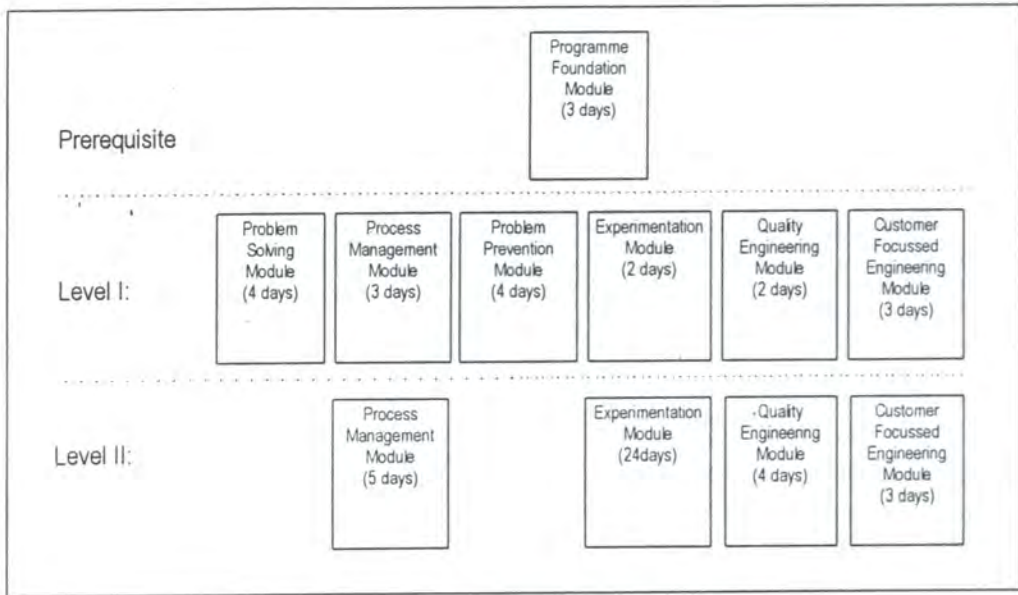 Programme
Foundation
Module
(3 days)
Prerequisite
Problem
Solving
Module
(4 days)
Process
Management
Module
(3 days)
Problem
Prevention
Module
(4 days)
Experimentation
Module
(2 days)
Quality
Engineering
Module
(2 days)
Customer
Focussed
Engineering
Module
(3 days)
Level I:
Process
Management
Module
(5 days)
Experimentation
Module
(24days)
Quality
Engineering
Module
(4 days)
Customer
Focussed
Engineering
Module
(3 days)
Level II: